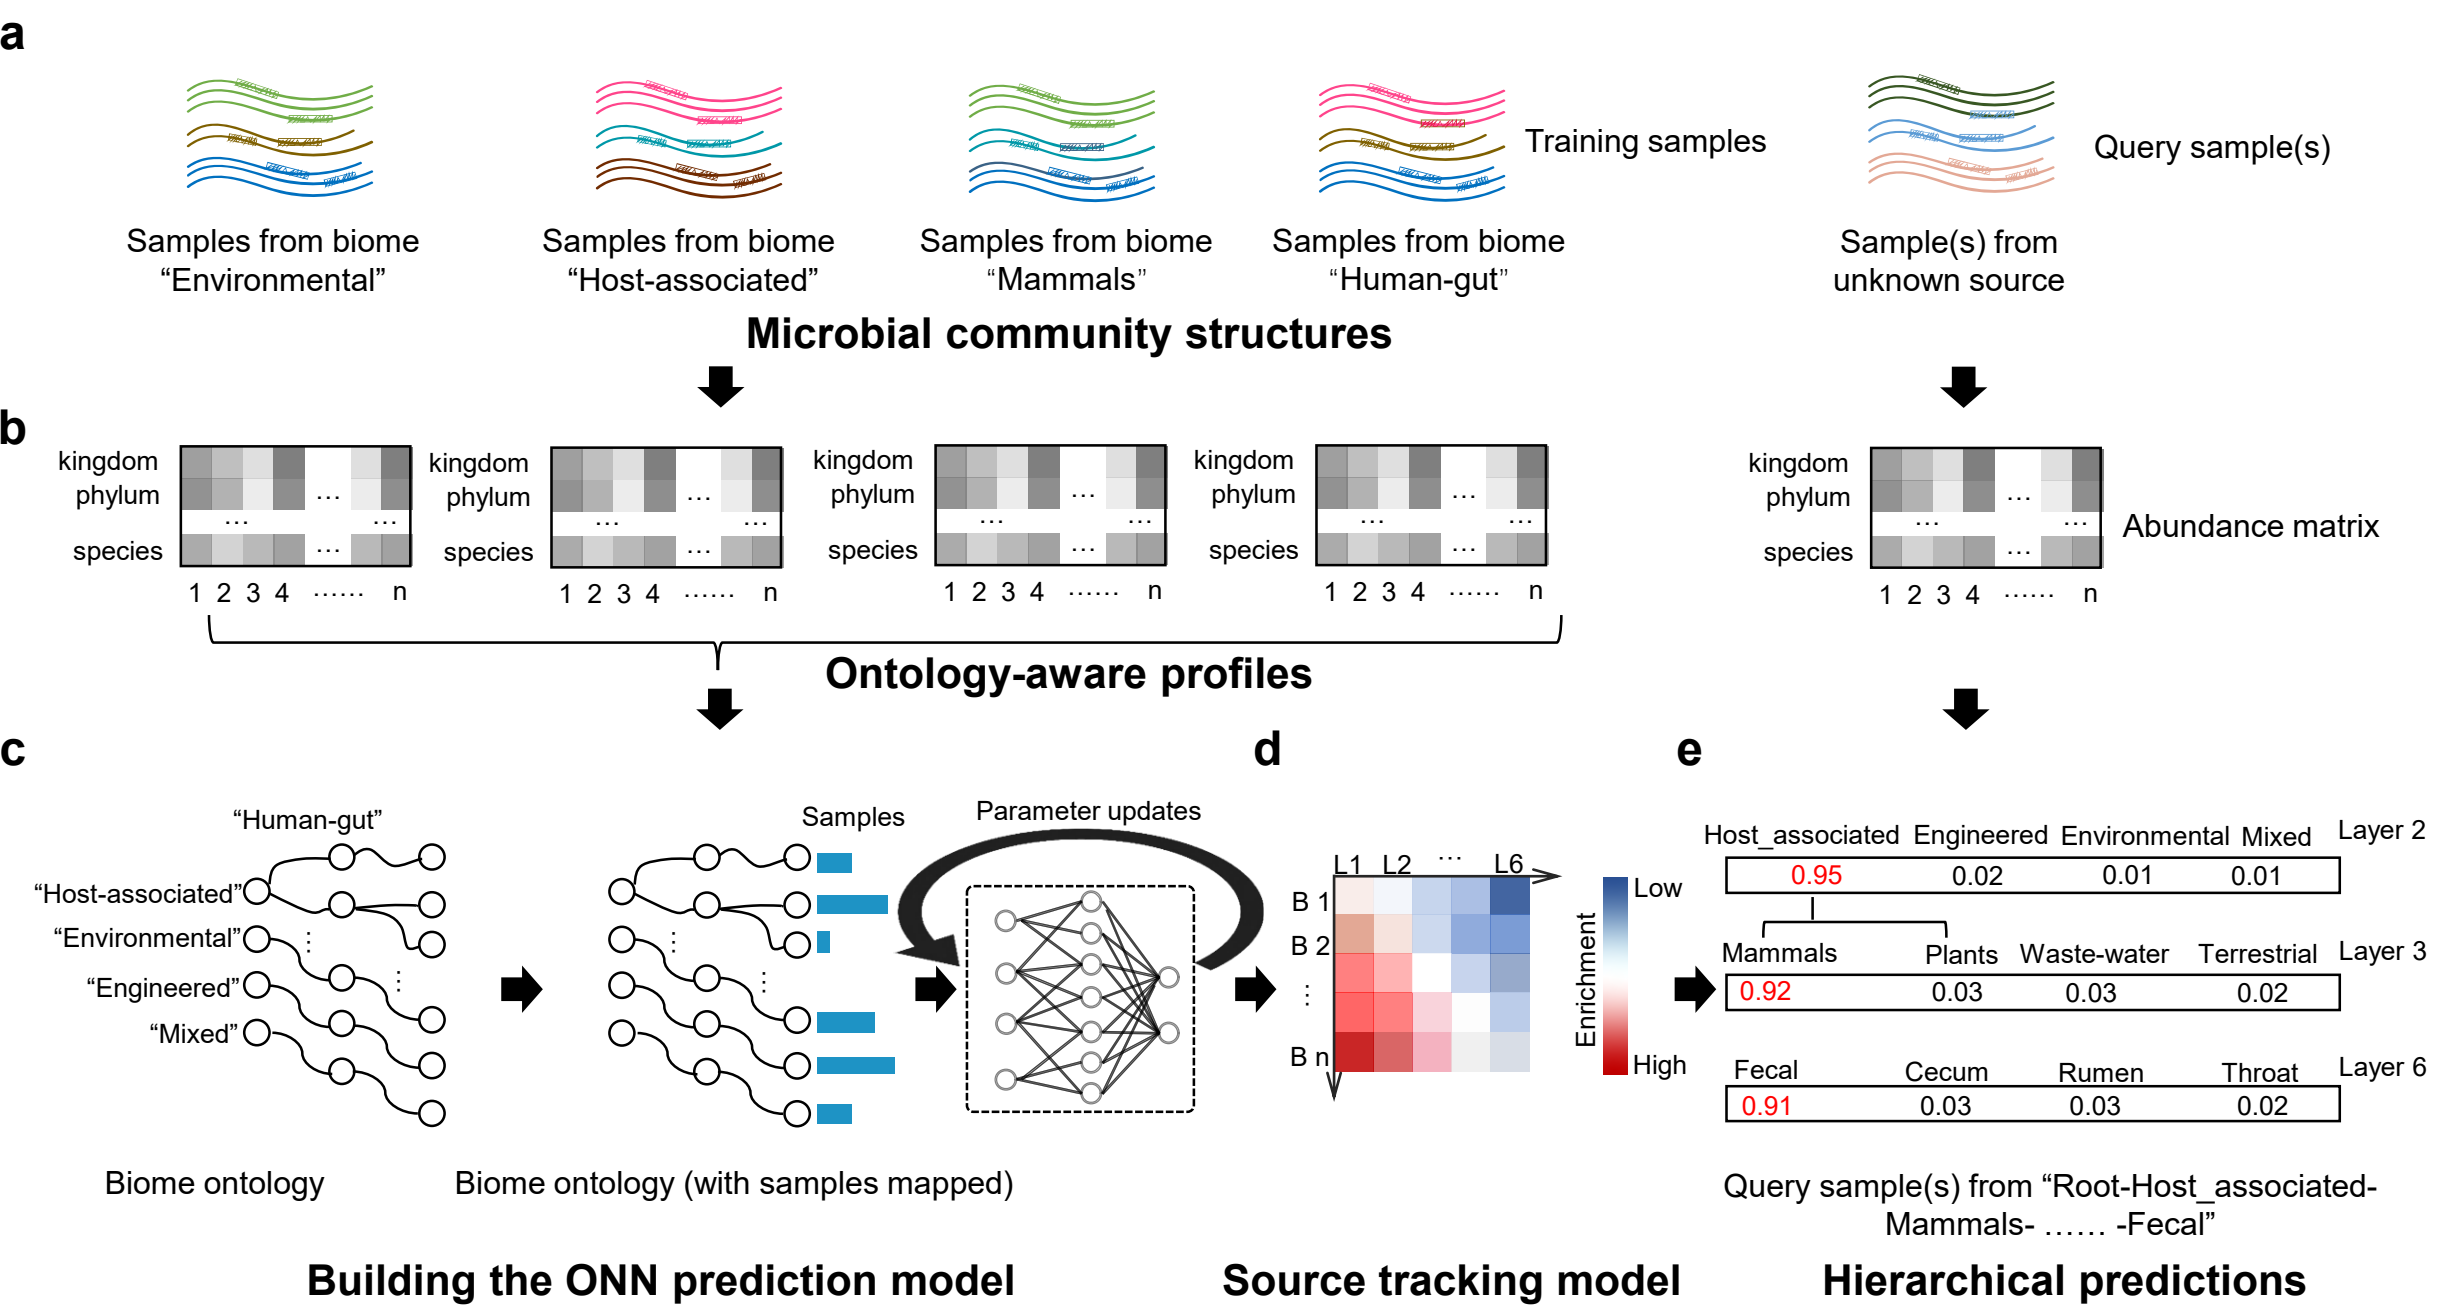 a
Training samples
Query sample(s)
Samples from biome
“Environmental”
Samples from biome
“Host-associated”
Samples from biome
“Mammals”
Samples from biome
“Human-gut”
Sample(s) from
unknown source
Microbial community structures
b
kingdom
phylum
species
... ... ... ...
1 2 3 4 ...... n
kingdom
phylum
species
... ... ... ...
1 2 3 4 ...... n
kingdom
phylum
species
... ... ... ...
1 2 3 4 ...... n
kingdom
phylum
species
... ... ... ...
1 2 3 4 ...... n
kingdom
phylum
species
... ... ... ...
1 2 3 4 ...... n
Abundance matrix
Ontology-aware profiles
c
“Human-gut”
“Host-associated”
“Environmental”
“Engineered”
“Mixed”
Biome ontology
Samples
Biome ontology (with samples mapped)
Parameter updates
Building the ONN prediction model
d
L1 L2 ... L6
B 1
B 2
...
B n
Enrichment
Low
High
Source tracking model
e
Host_associated Engineered Environmental Mixed Layer 2
0.95 0.02 0.01 0.01
Mammals Plants Waste-water Terrestrial Layer 3
0.92 0.03 0.03 0.02
Fecal Cecum Rumen Throat Layer 6
0.91 0.03 0.03 0.02
Query sample(s) from “Root-Host_associated-
Mammals- ...... -Fecal”
Hierarchical predictions